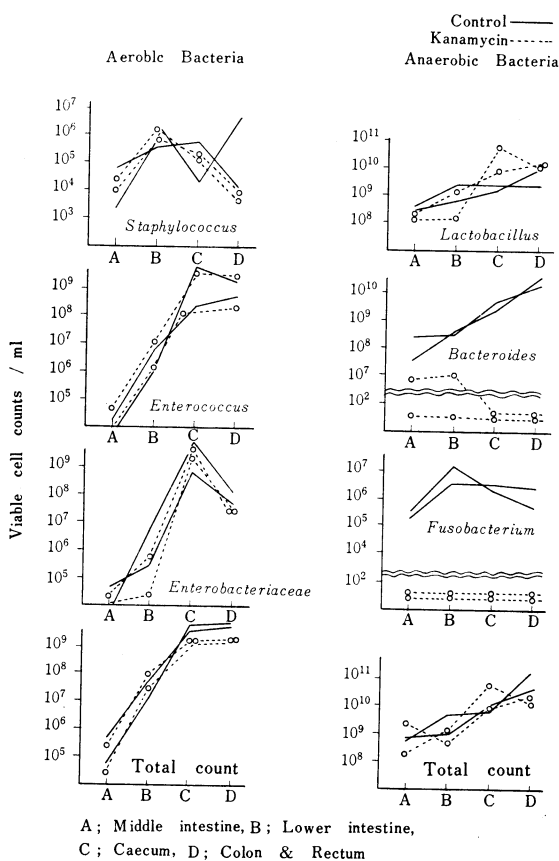 Control
Kanamycin
Aeroblc Bacteria
Anaerobic Bacteria
Viable cell counts / ml
10⁷
10⁶
10⁵
10⁴
10³
Staphylococcus
A B C D
10⁹
10⁸
10⁷
10⁶
10⁵
Enterococcus
A B C D
10⁹
10⁸
10⁷
10⁶
10⁵
Enterobacteriaceae
A B C D
10⁹
10⁸
10⁷
10⁶
10⁵
Total count
A B C D
10¹¹
10¹⁰
10⁹
10⁸
Lactobacillus
A B C D
10¹⁰
10⁹
10⁸
10⁷
10²
Bacteroides
A B C D
10⁷
10⁶
10⁵
10⁴
10²
Fusobacterium
A B C D
10¹¹
10¹⁰
10⁹
10⁸
Total count
A B C D
A; Middle intestine, B; Lower intestine,
C; Caecum, D; Colon & Rectum